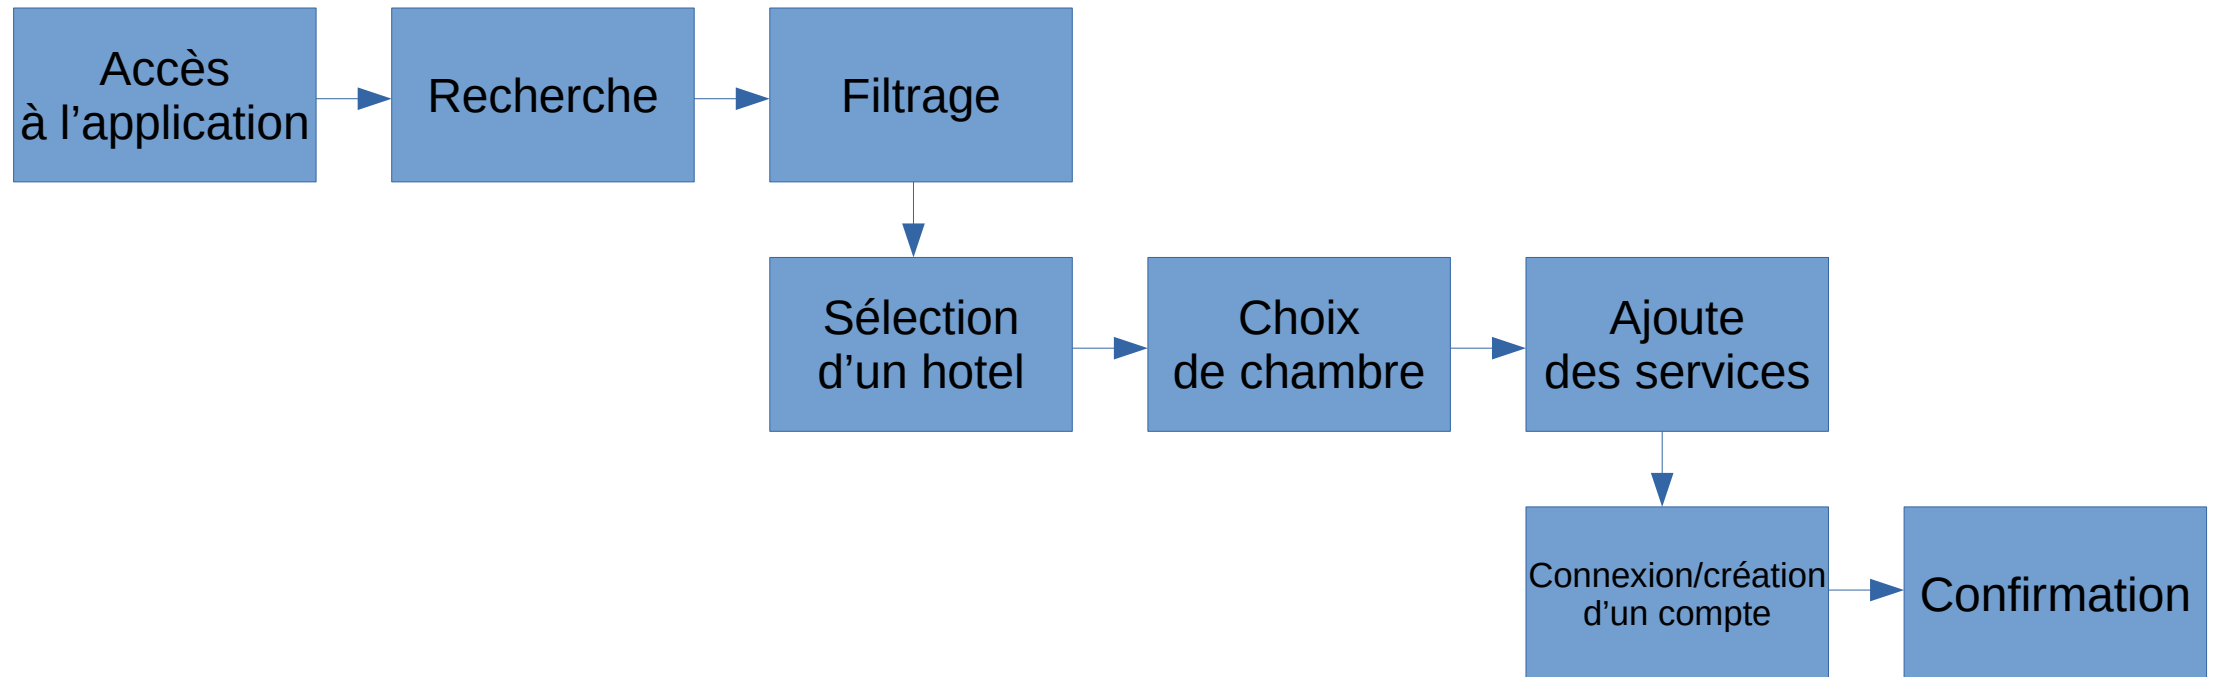 Accès
à l’application
Recherche
Filtrage
Sélection
d’un hotel
Choix
de chambre
Ajoute
des services
Connexion/création
d’un compte
Confirmation